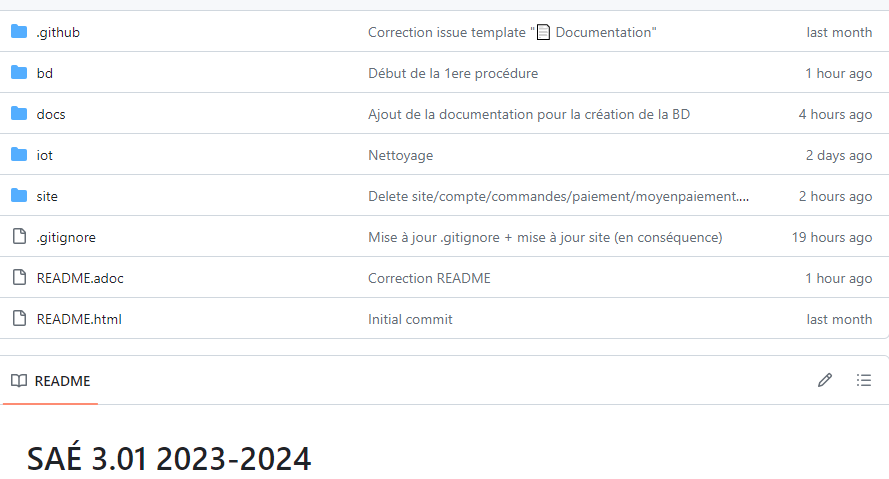 .github Correction issue template "📄 Documentation" last month
bd Début de la 1ere procédure 1 hour ago
docs Ajout de la documentation pour la création de la BD 4 hours ago
iot Nettoyage 2 days ago
site Delete site/compte/commandes/paiement/moyenpaiement.... 2 hours ago
.gitignore Mise à jour .gitignore + mise à jour site (en conséquence) 19 hours ago
README.adoc Correction README 1 hour ago
README.html Initial commit last month
README
SAÉ 3.01 2023-2024